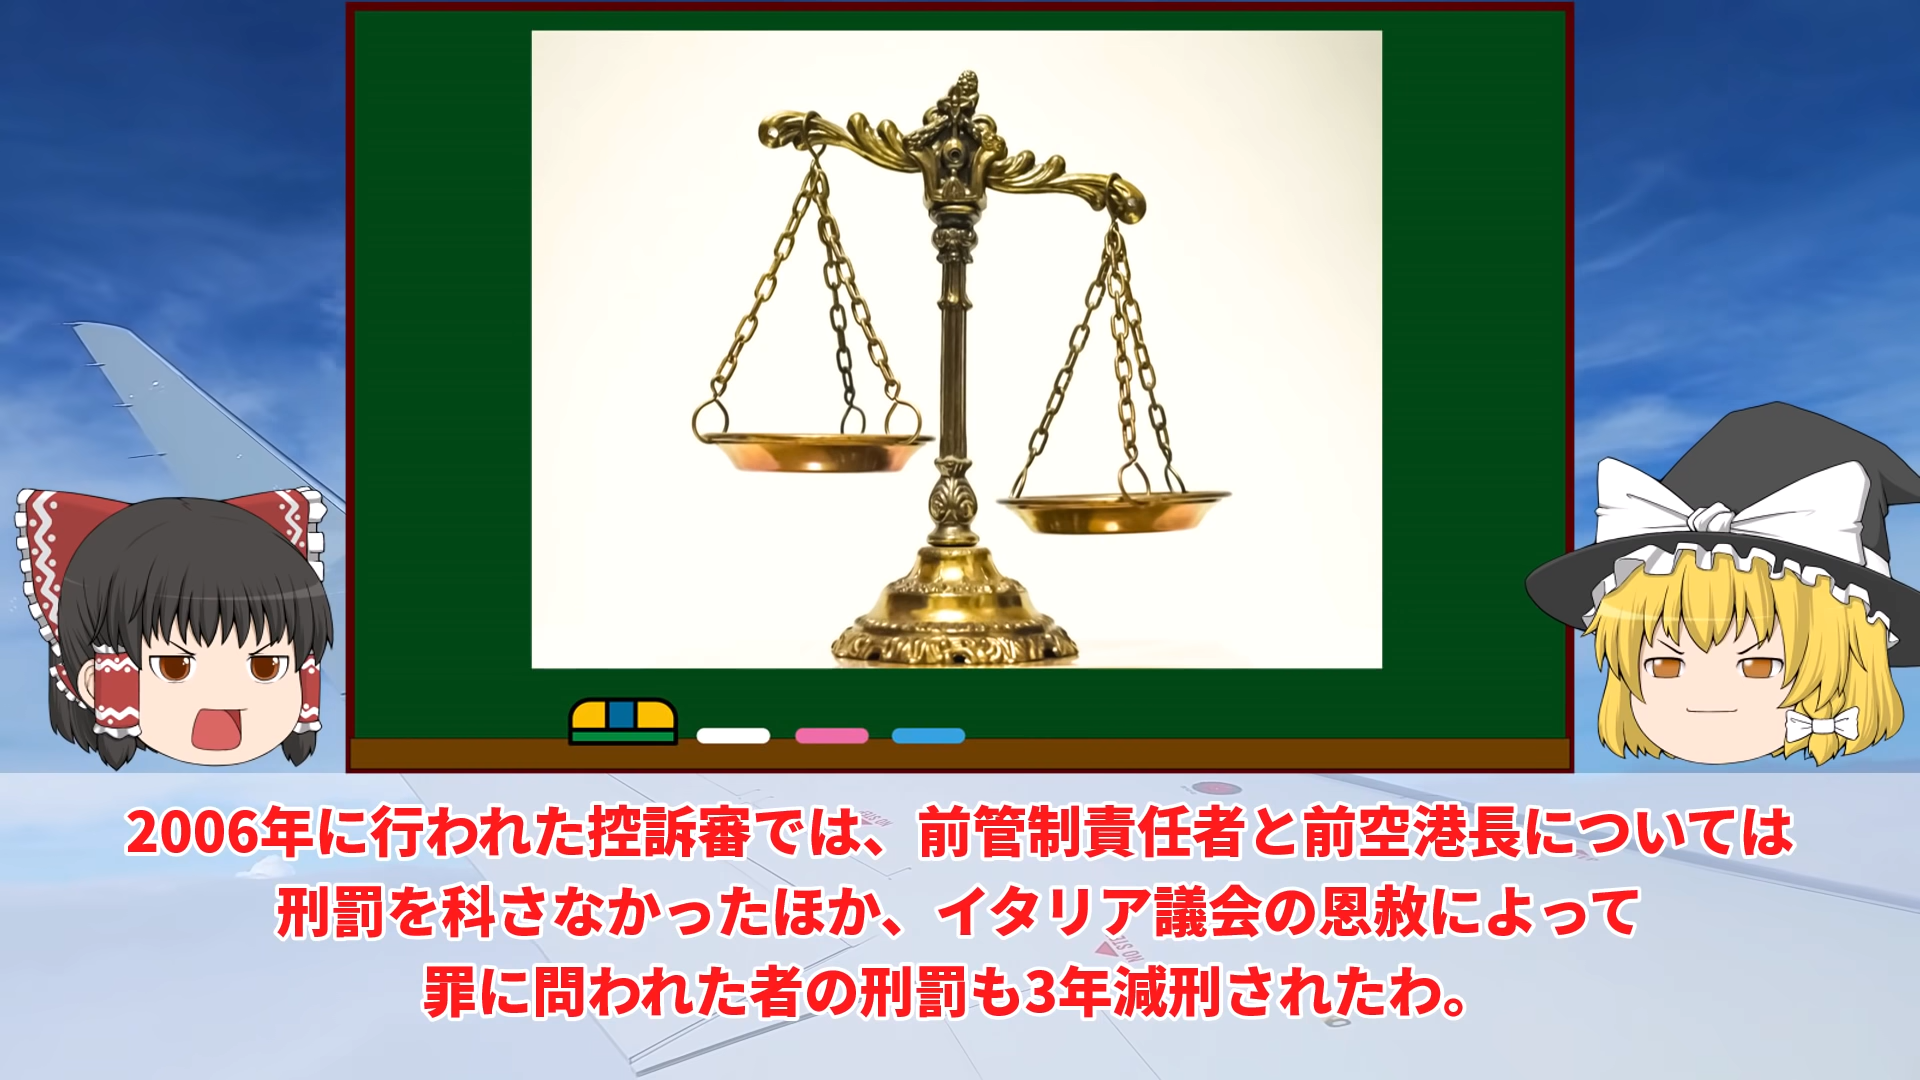 2006年に行われた控訴審では、前管制責任者と前空港長については
刑罰を科さなかったほか、イタリア議会の恩赦によって
罪に問われた者の刑罰も3年減刑されたわ。